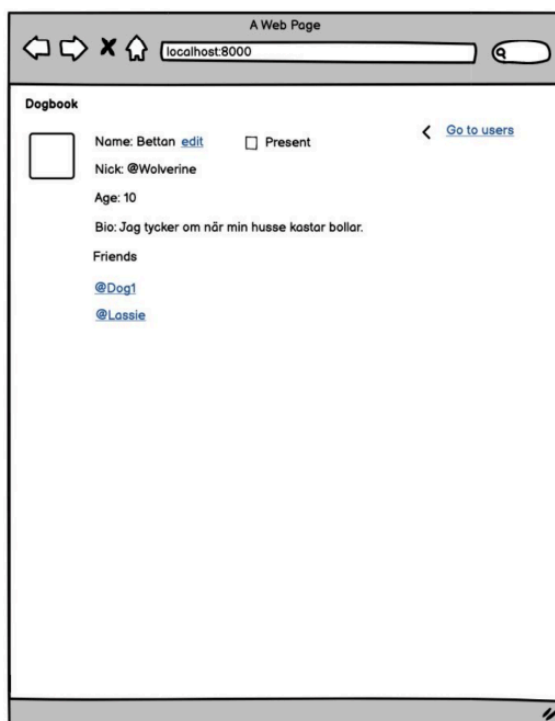 A Web Page
localhost:8000
Dogbook
Name: Bettan edit Present Go to users
Nick: @Wolverine
Age: 10
Bio: Jag tycker om när min husse kastar bollar.
Friends
@Dog1
@Lassie